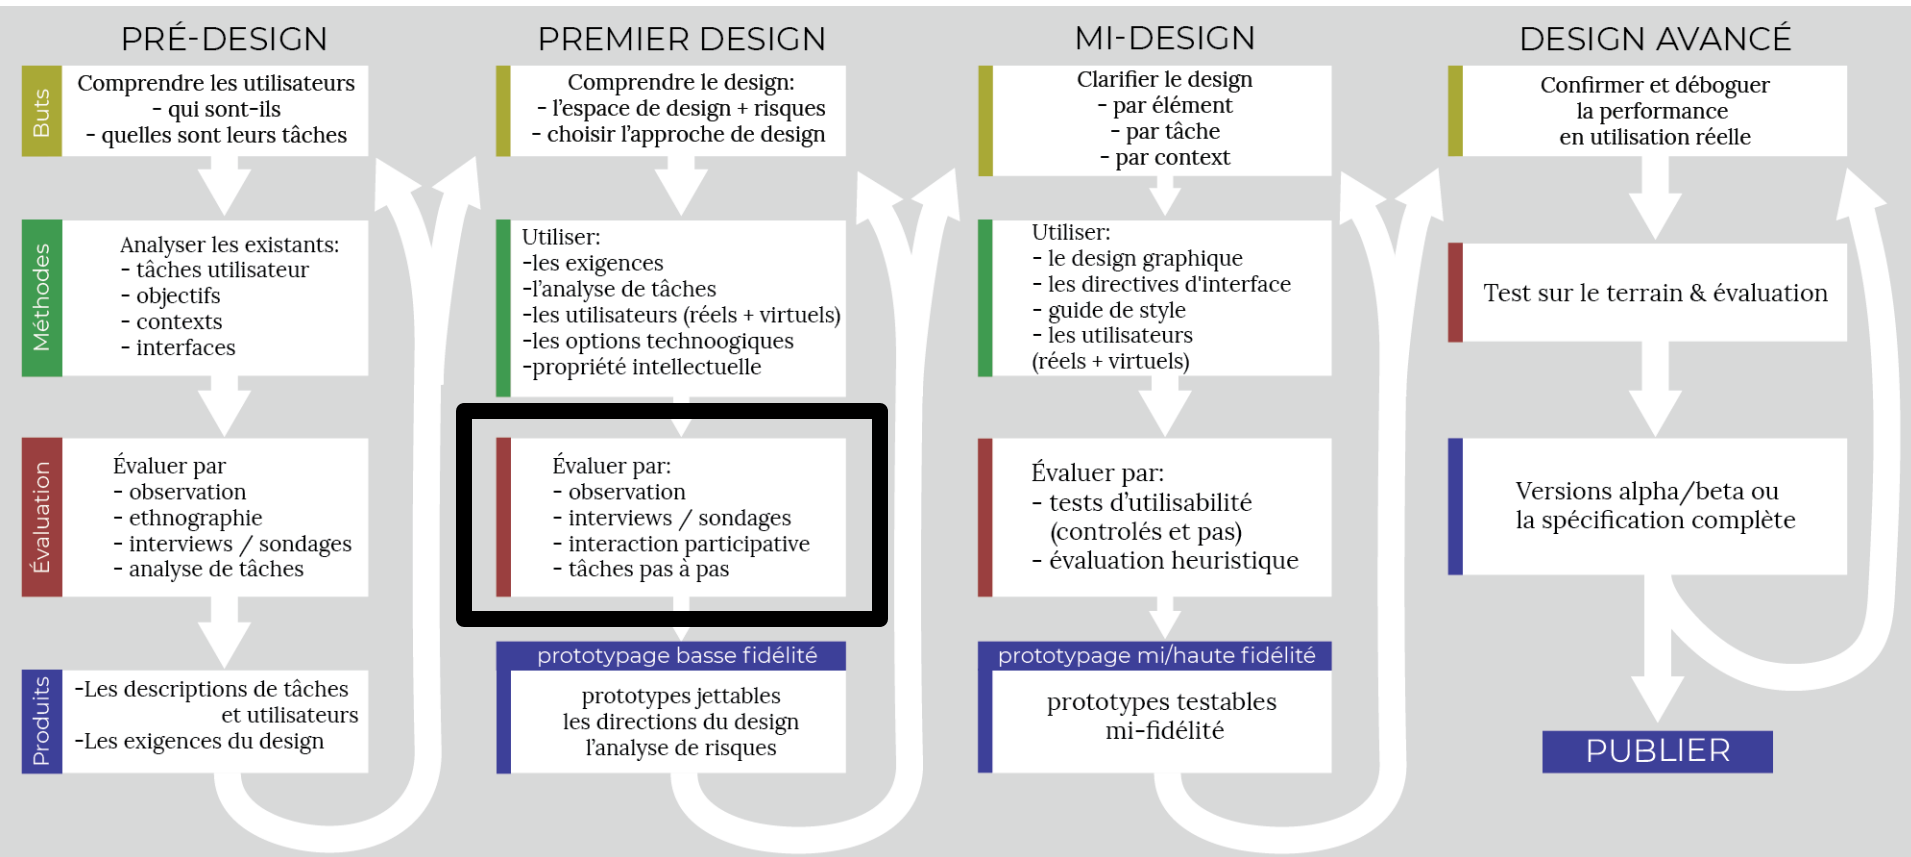 PRÉ-DESIGN
Buts
Comprendre les utilisateurs
- qui sont-ils
- quelles sont leurs tâches
Méthodes
Analyser les existants:
- tâches utilisateur
- objectifs
- contexts
- interfaces
Évaluation
Évaluer par
- observation
- ethnographie
- interviews / sondages
- analyse de tâches
Produits
-Les descriptions de tâches
et utilisateurs
-Les exigences du design
PREMIER DESIGN
Comprendre le design:
- l'espace de design + risques
- choisir l'approche de design
Utiliser:
-les exigences
-l'analyse de tâches
-les utilisateurs (réels + virtuels)
-les options technoogiques
-propriété intellectuelle
Évaluer par:
- observation
- interviews / sondages
- interaction participative
- tâches pas à pas
prototypage basse fidélité
prototypes jettables
les directions du design
l'analyse de risques
MI-DESIGN
Clarifier le design
- par élément
- par tâche
- par context
Utiliser:
- le design graphique
- les directives d'interface
- guide de style
- les utilisateurs
(réels + virtuels)
Évaluer par:
- tests d'utilisabilité
(controlés et pas)
- évaluation heuristique
prototypage mi/haute fidélité
prototypes testables
mi-fidélité
DESIGN AVANCÉ
Confirmer et déboguer
la performance
en utilisation réelle
Test sur le terrain & évaluation
Versions alpha/beta ou
la spécification complète
PUBLIER